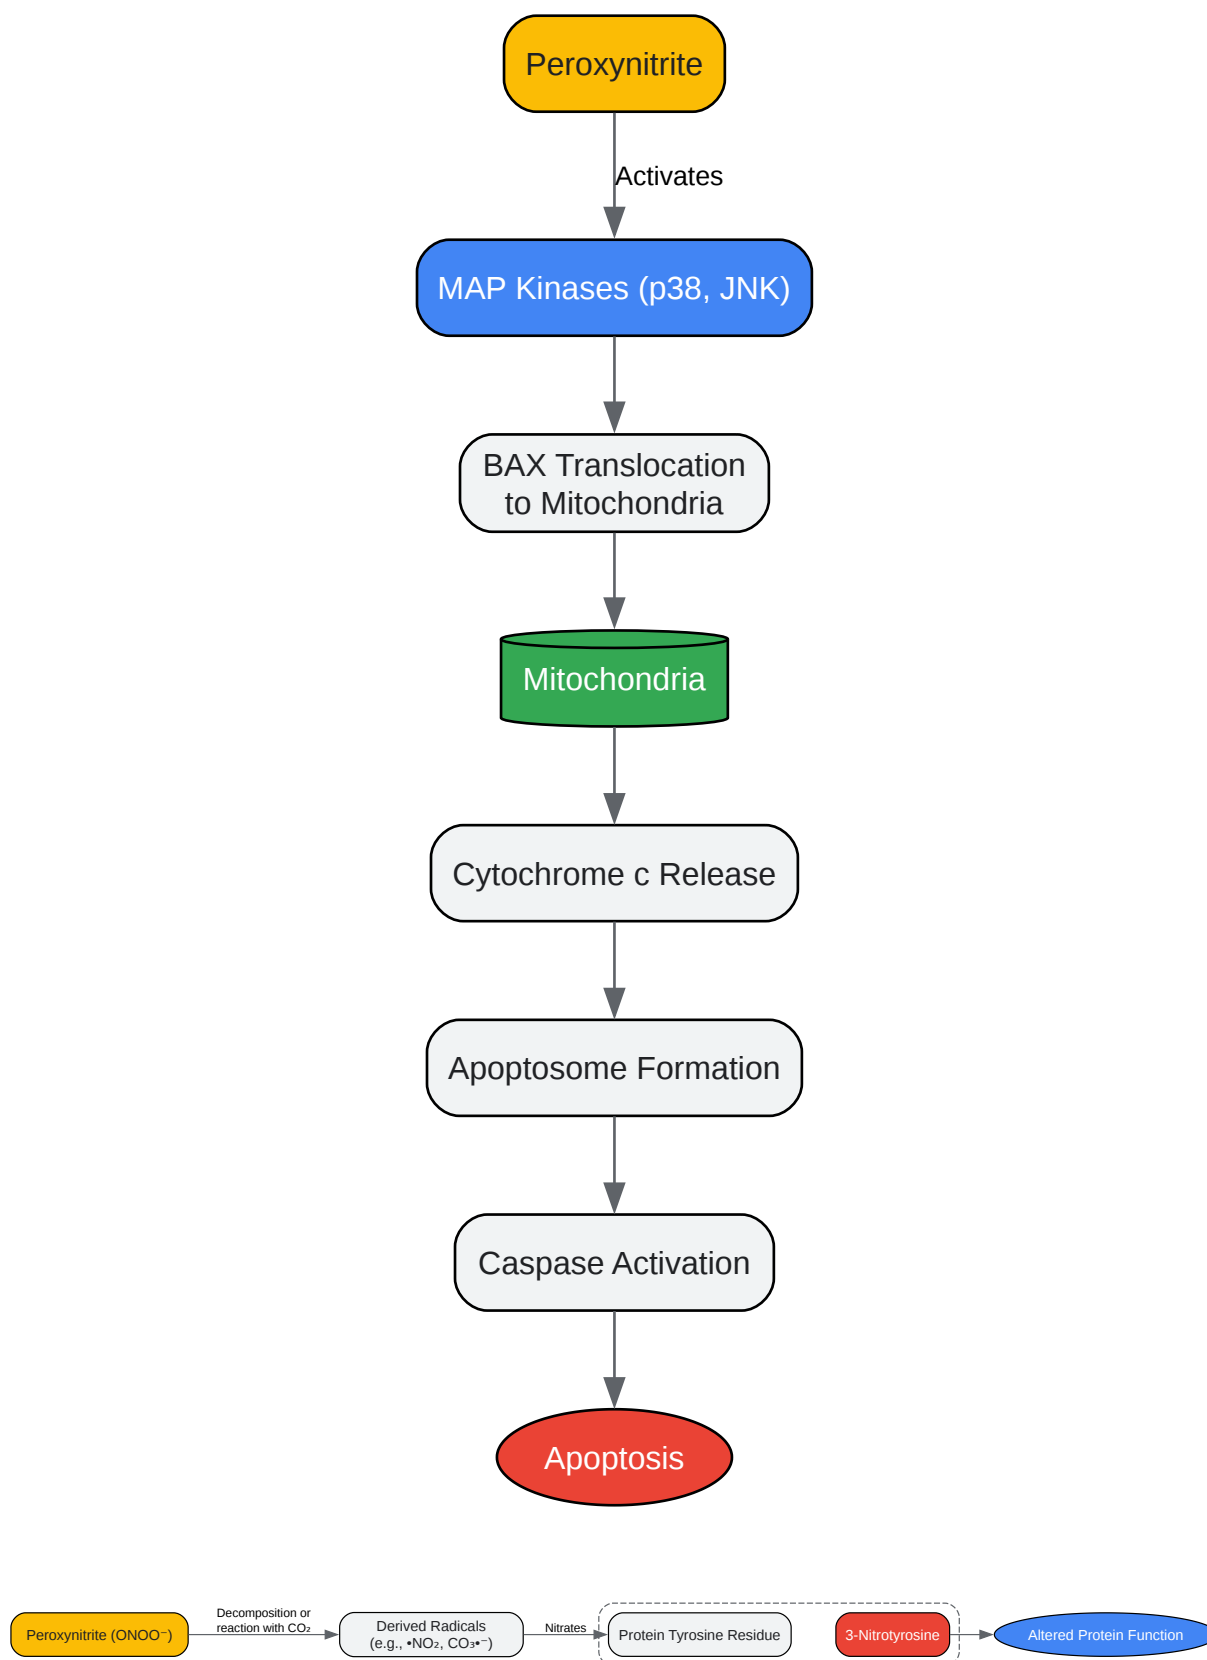 Peroxynitrite
Activates
MAP Kinases (p38, JNK)
BAX Translocation
to Mitochondria
Mitochondria
Cytochrome c Release
Apoptosome Formation
Caspase Activation
Apoptosis
Peroxynitrite (ONOO⁻)
Decomposition or
reaction with CO₂
Derived Radicals
(e.g., •NO₂, CO₃•⁻)
Nitrates
Protein Tyrosine Residue
3-Nitrotyrosine
Altered Protein Function